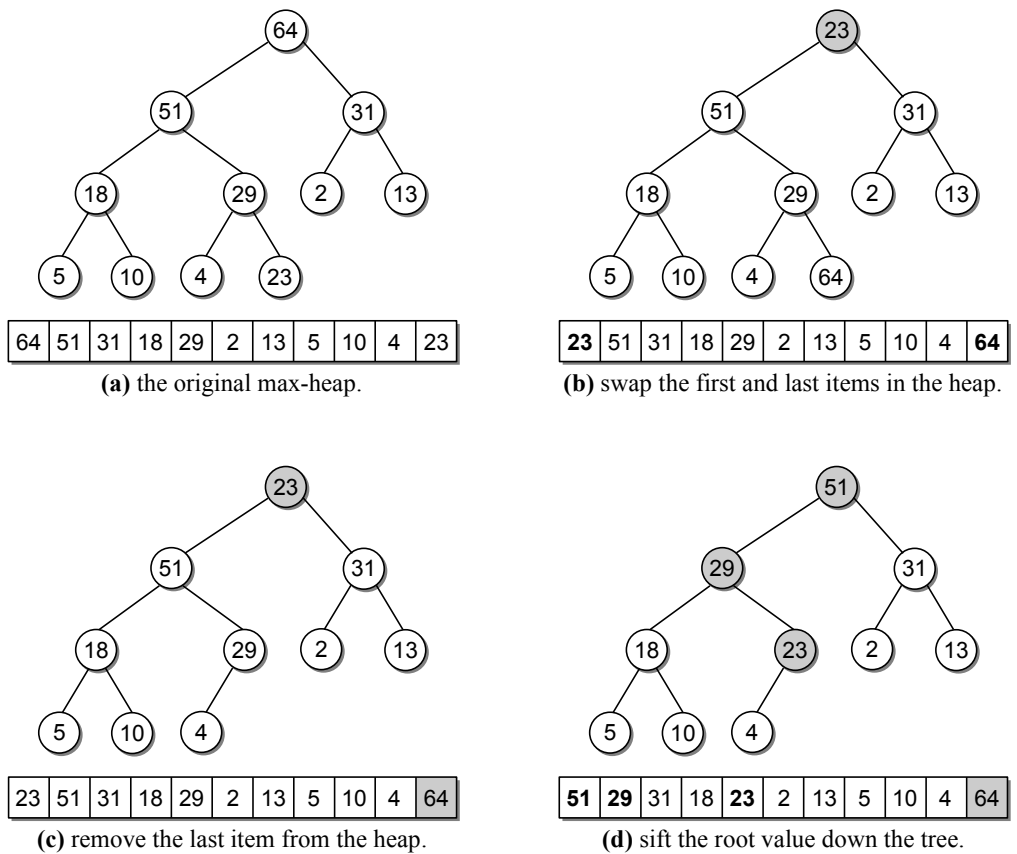 64
51 31
18 29 2 13
5 10 4 23
64 51 31 18 29 2 13 5 10 4 23
(a) the original max-heap.
23
51 31
18 29 2 13
5 10 4 64
23 51 31 18 29 2 13 5 10 4 64
(b) swap the first and last items in the heap.
23
51 31
18 29 2 13
5 10 4
23 51 31 18 29 2 13 5 10 4 64
(c) remove the last item from the heap.
51
29 31
18 23 2 13
5 10 4
51 29 31 18 23 2 13 5 10 4 64
(d) sift the root value down the tree.